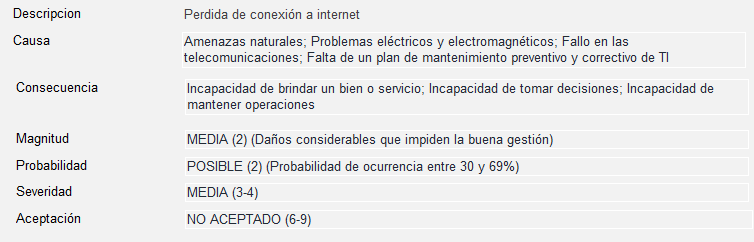 Descripcion Perdida de conexión a internet
Causa Amenazas naturales; Problemas eléctricos y electromagnéticos; Fallo en las
telecomunicaciones; Falta de un plan de mantenimiento preventivo y correctivo de TI
Consecuencia Incapacidad de brindar un bien o servicio; Incapacidad de tomar decisiones; Incapacidad de
mantener operaciones
Magnitud MEDIA (2) (Daños considerables que impiden la buena gestión)
Probabilidad POSIBLE (2) (Probabilidad de ocurrencia entre 30 y 69%)
Severidad MEDIA (3-4)
Aceptación NO ACEPTADO (6-9)